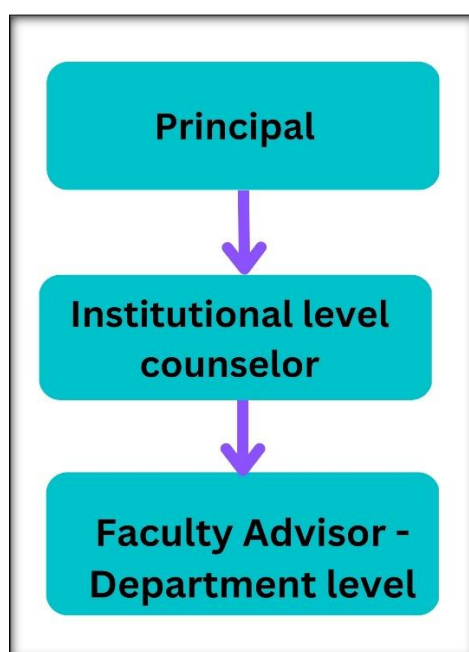 Principal
Institutional level
counselor
Faculty Advisor -
Department level